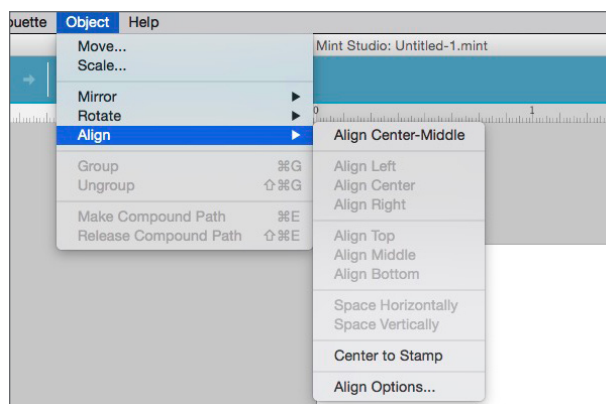 Object Help
Mint Studio: Untitled-1.mint
Move...
Scale...
Mirror
Rotate
Align
Group ⌘G
Ungroup ⇧⌘G
Make Compound Path ⌘E
Release Compound Path ⇧⌘E
0 1
Align Center-Middle
Align Left
Align Center
Align Right
Align Top
Align Middle
Align Bottom
Space Horizontally
Space Vertically
Center to Stamp
Align Options...